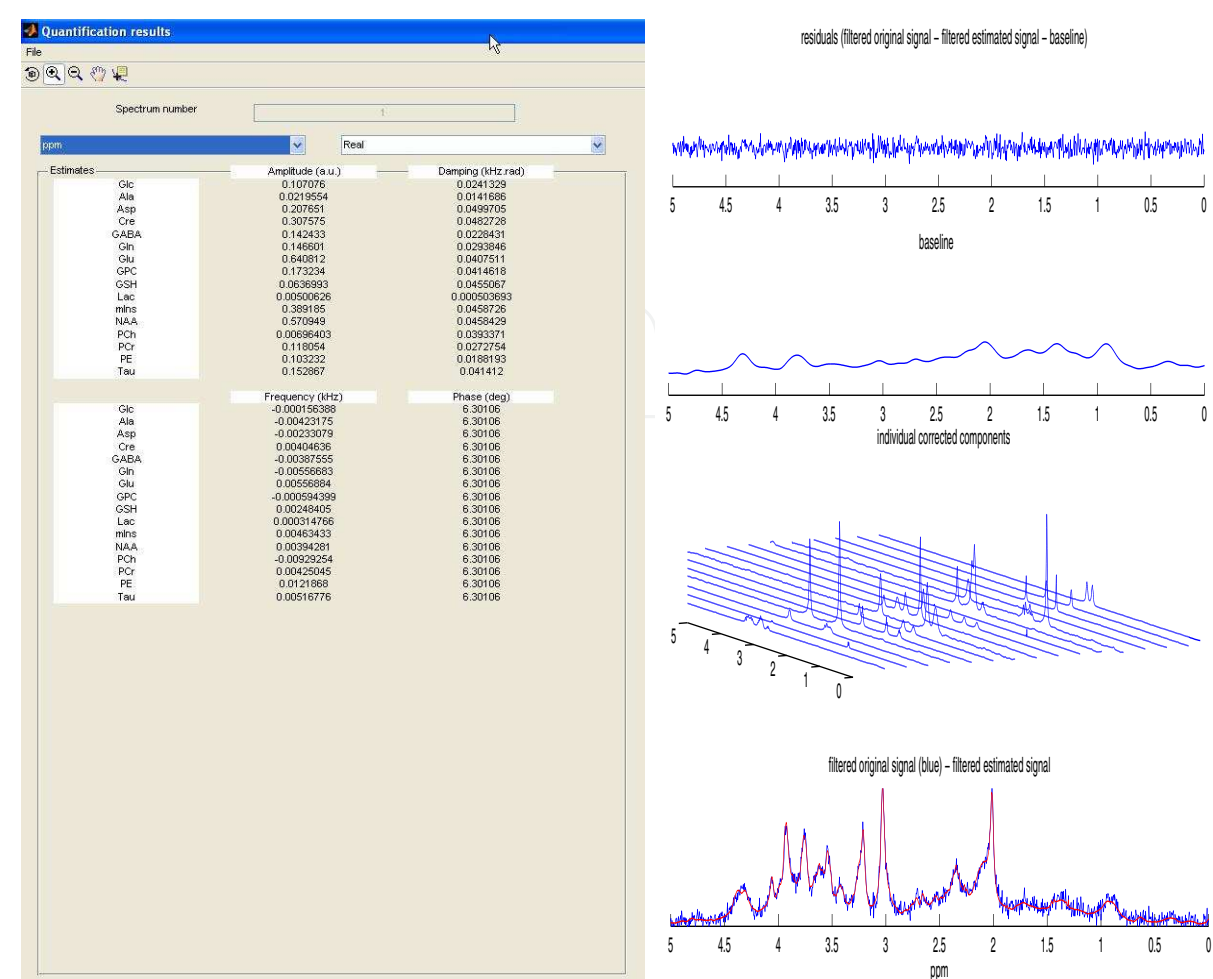 Quantification results
File
Spectrum number
1
ppm
Real
Estimates
Amplitude (a.u.) Damping (kHz.rad)
Glc 0.107076 0.0241329
Ala 0.0219554 0.0141686
Asp 0.207651 0.0499705
Cre 0.307575 0.0482728
GABA 0.142433 0.0228431
Gln 0.146601 0.0293846
Glu 0.640812 0.0407511
GPC 0.173234 0.0414618
GSH 0.0636993 0.0455067
Lac 0.00500626 0.000503693
mIns 0.389185 0.0458726
NAA 0.570949 0.0458429
PCh 0.00696403 0.0393371
PCr 0.118054 0.0272754
PE 0.103232 0.0188193
Tau 0.152867 0.041412
Frequency (kHz) Phase (deg)
Glc -0.000156388 6.30106
Ala -0.00423175 6.30106
Asp -0.00233079 6.30106
Cre 0.00404636 6.30106
GABA -0.00387555 6.30106
Gln -0.00556683 6.30106
Glu 0.00556884 6.30106
GPC -0.000594399 6.30106
GSH 0.00248405 6.30106
Lac 0.000314766 6.30106
mIns 0.00463433 6.30106
NAA 0.00394281 6.30106
PCh -0.00929254 6.30106
PCr 0.00425045 6.30106
PE 0.0121868 6.30106
Tau 0.00516776 6.30106
residuals (filtered original signal – filtered estimated signal – baseline)
5 4.5 4 3.5 3 2.5 2 1.5 1 0.5 0
baseline
5 4.5 4 3.5 3 2.5 2 1.5 1 0.5 0
individual corrected components
5 4 3 2 1 0
filtered original signal (blue) – filtered estimated signal
5 4.5 4 3.5 3 2.5 2 1.5 1 0.5 0
ppm